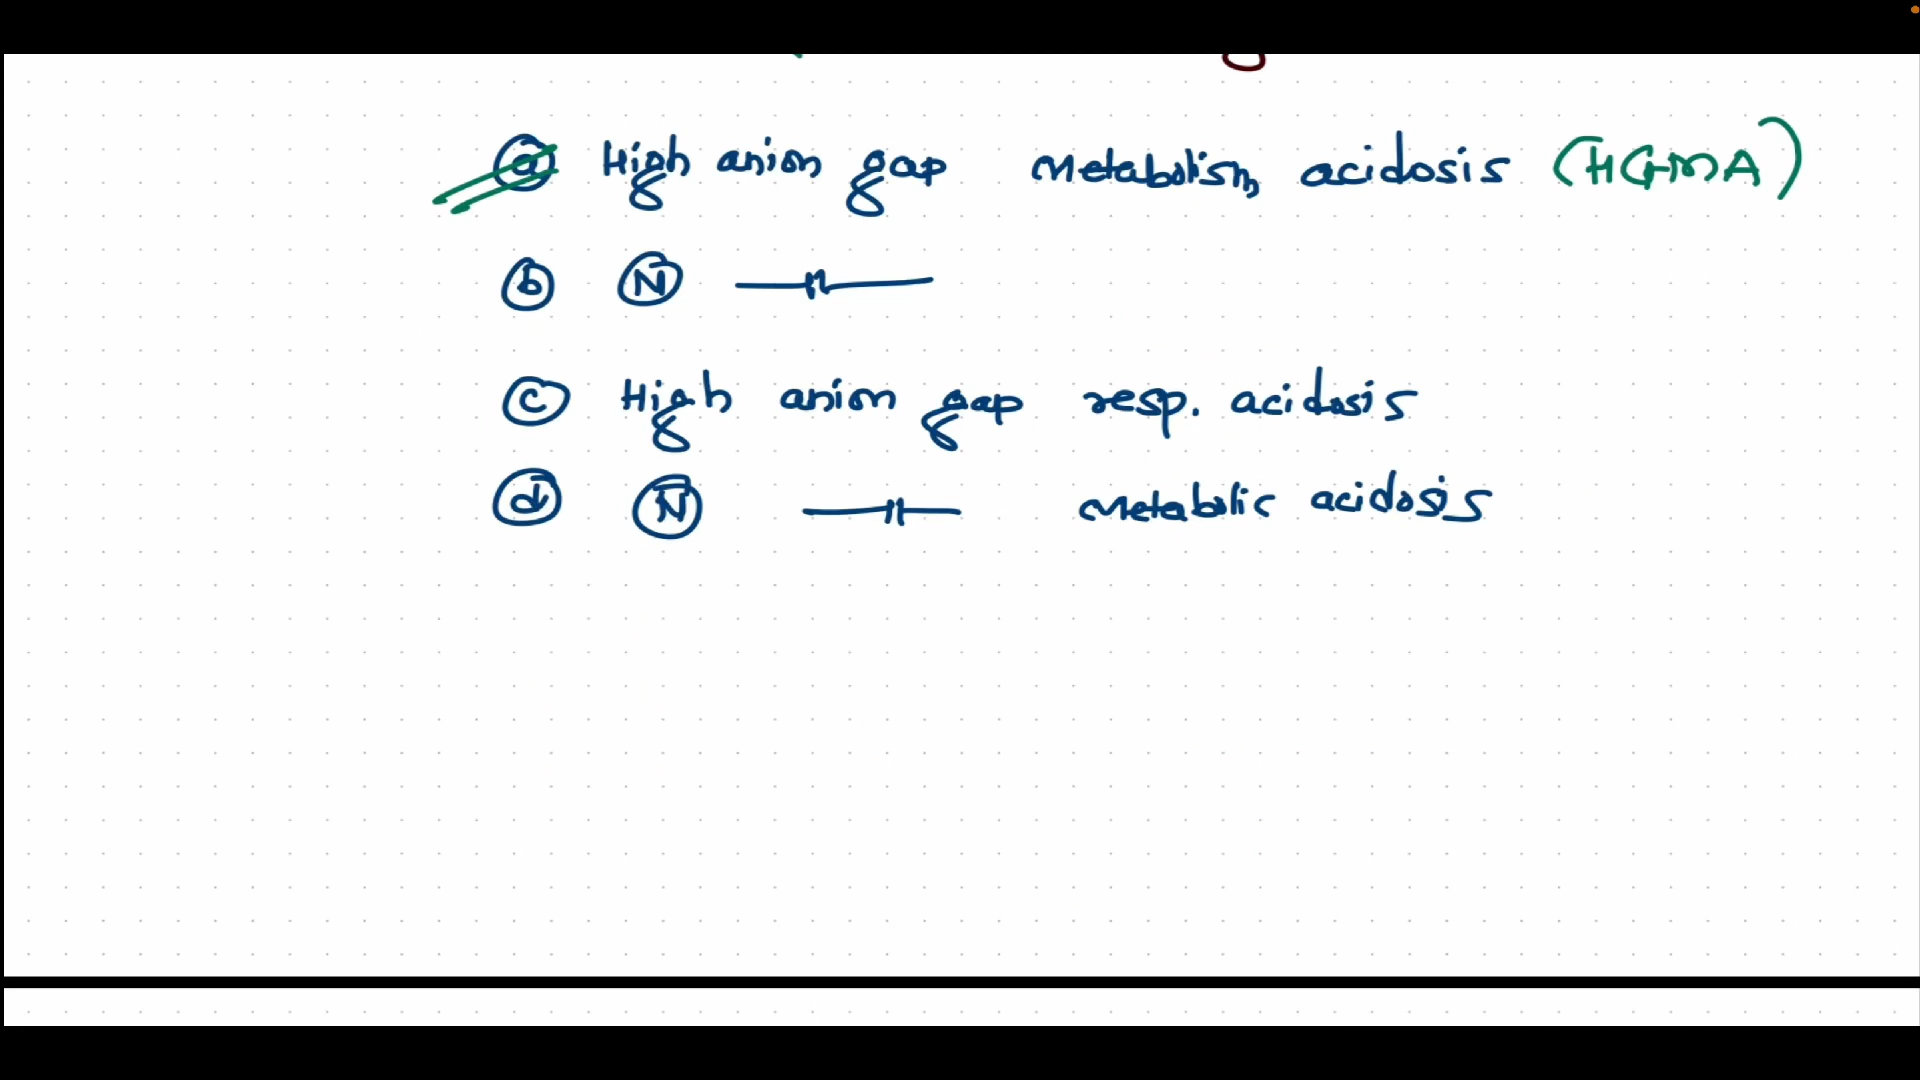 a High anion gap Metabolism acidosis (HGMA)
b N —〃—
c High anion gap resp. acidosis
d N —〃— Metabolic acidosis